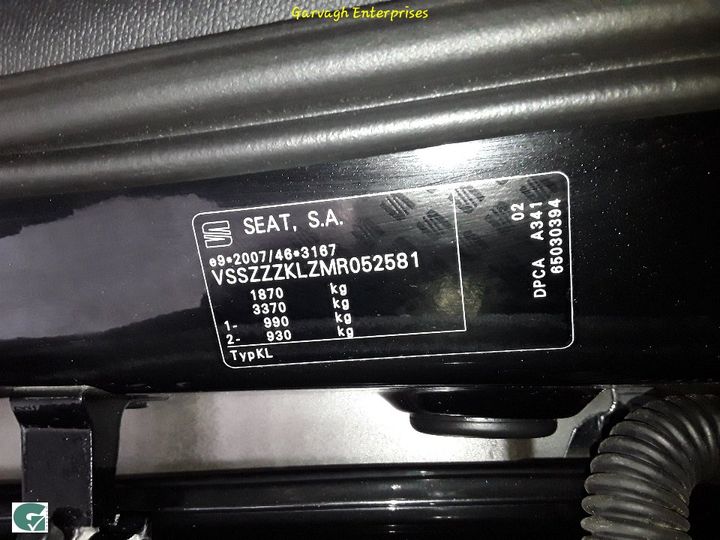 Garvagh Enterprises
SEAT, S.A.
e9*2007/46*3167
VSSZZZKLZMR052581
1870 kg
3370 kg
1- 990 kg
2- 930 kg
TypKL
02
DPCA A341
65030394